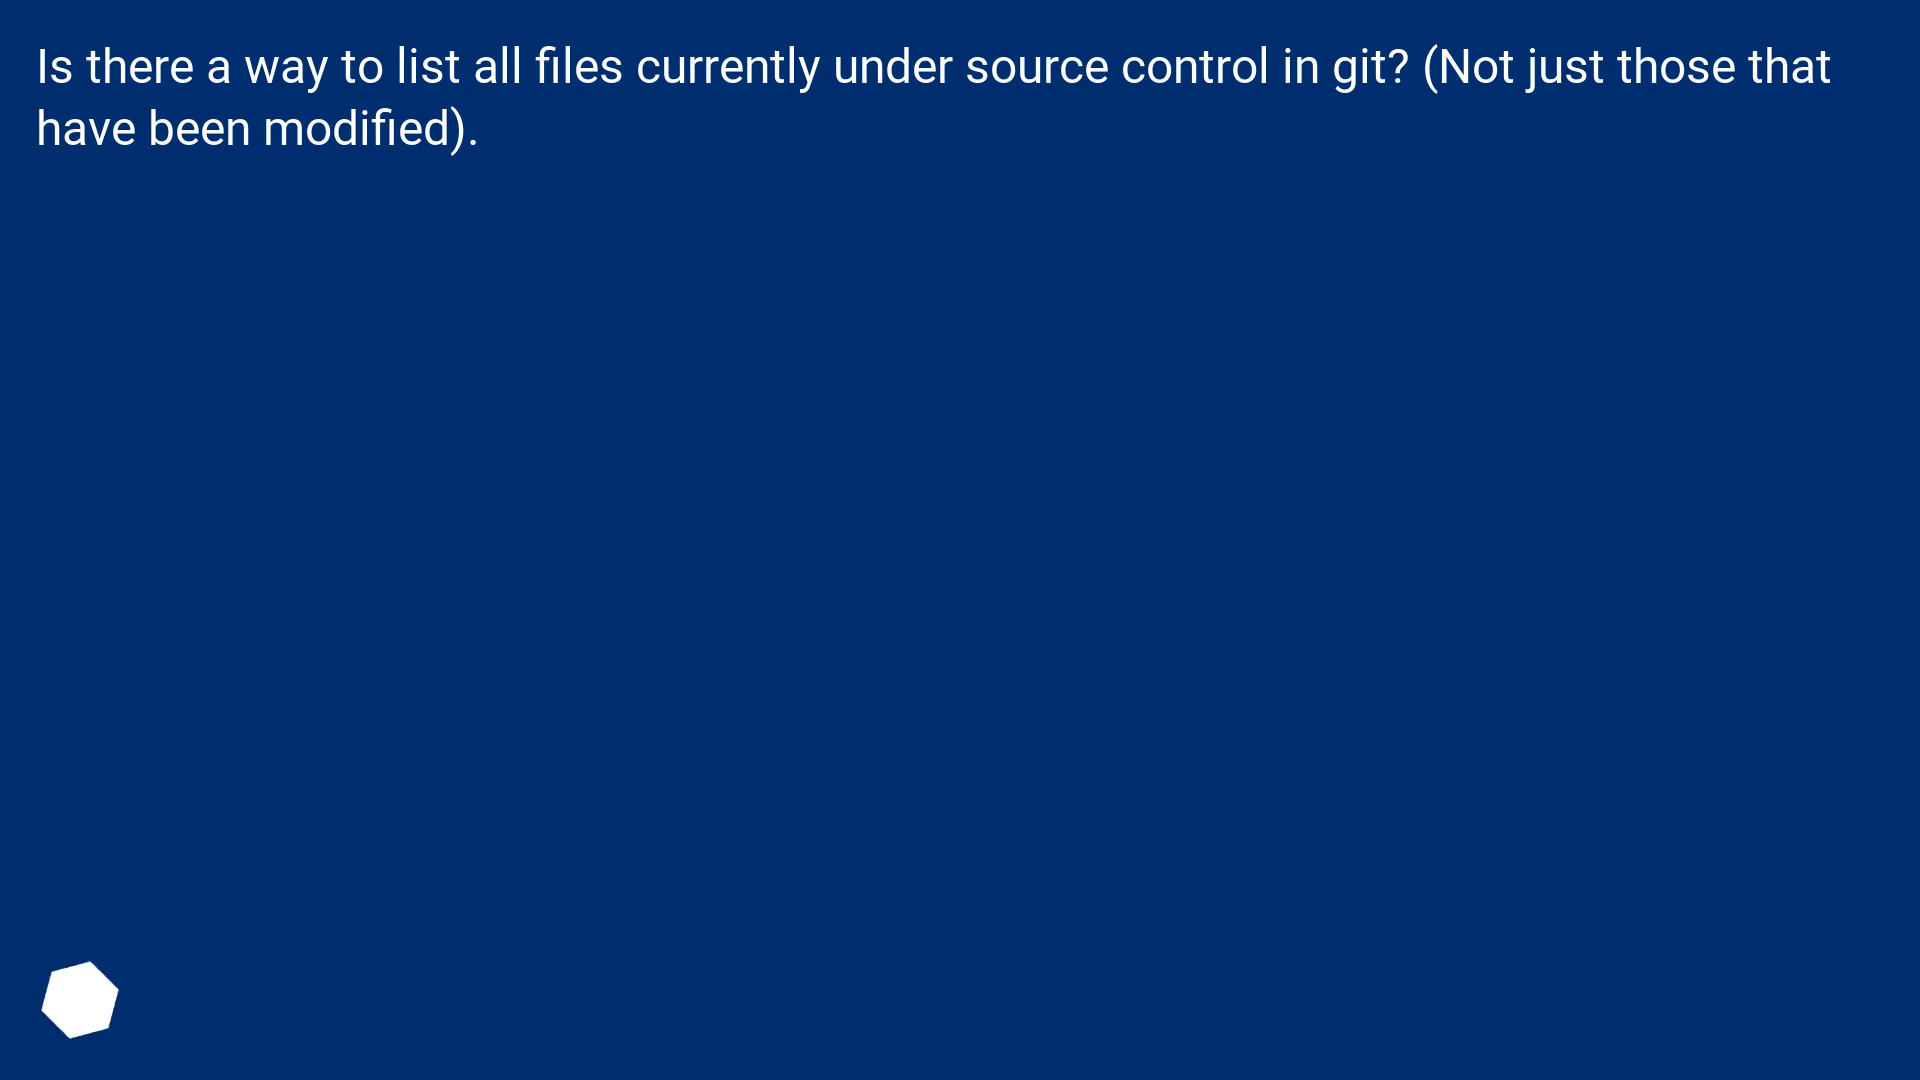 Is there a way to list all files currently under source control in git? (Not just those that
have been modified).